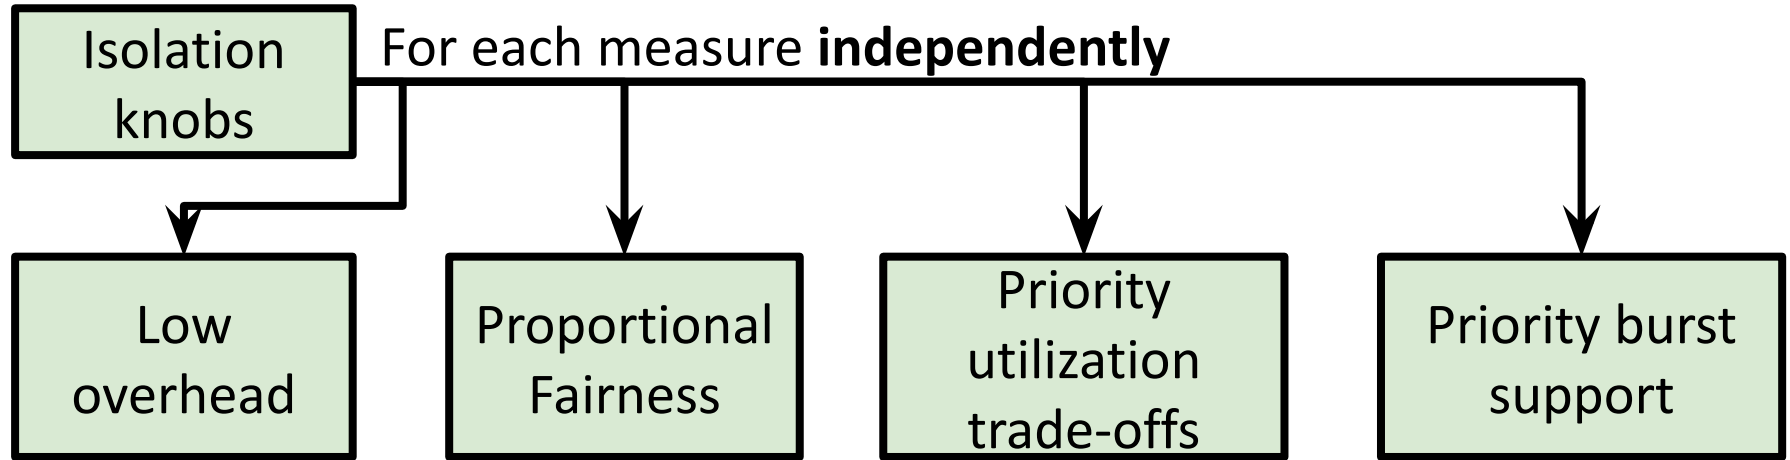 Isolation
knobs
For each measure independently
Low
overhead
Proportional
Fairness
Priority
utilization
trade-offs
Priority burst
support